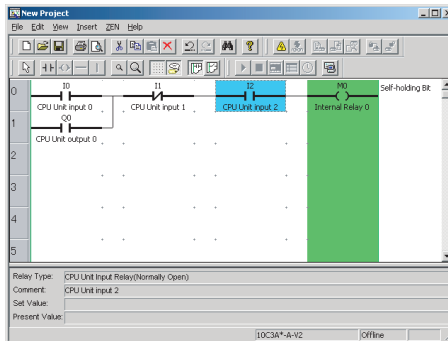 New Project
File Edit View Insert ZEN Help
0 I0 I1 I2 M0 Self-holding Bit
CPU Unit input 0 CPU Unit input 1 CPU Unit input 2 Internal Relay 0
1 Q0
CPU Unit output 0
2
3
4
5
Relay Type: CPU Unit Input Relay(Normally Open)
Comment: CPU Unit input 2
Set Value:
Present Value:
10C3A*-A-V2 Offline